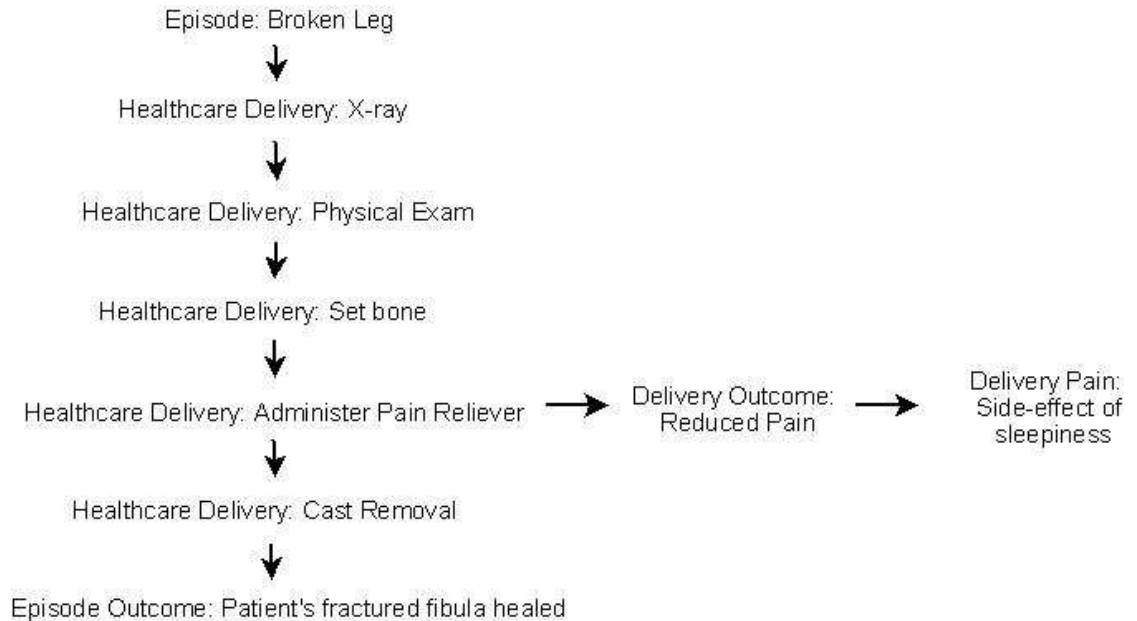 Episode: Broken Leg
Healthcare Delivery: X-ray
Healthcare Delivery: Physical Exam
Healthcare Delivery: Set bone
Healthcare Delivery: Administer Pain Reliever
Delivery Outcome:
Reduced Pain
Delivery Pain:
Side-effect of
sleepiness
Healthcare Delivery: Cast Removal
Episode Outcome: Patient's fractured fibula healed